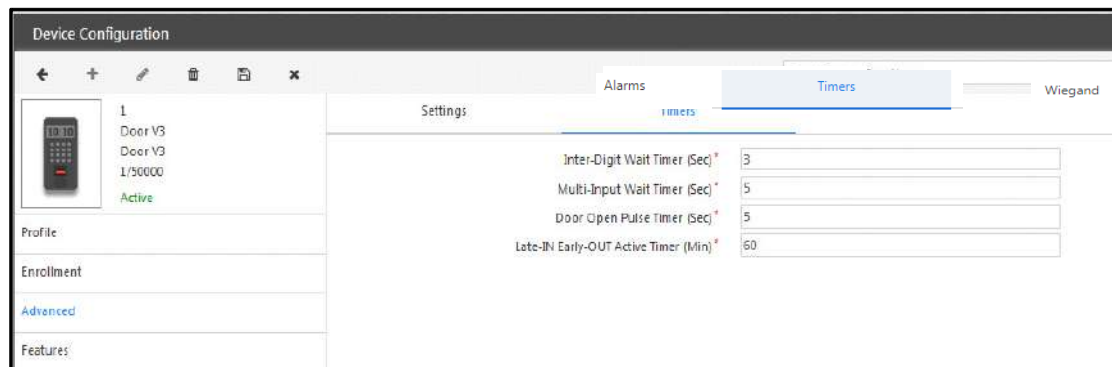 Device Configuration
Alarms Timers Wiegand
Settings Timers
10 10
1
Door V3
Door V3
1/50000
Active
Inter-Digit Wait Timer (Sec)* 3
Multi-Input Wait Timer (Sec)* 5
Door Open Pulse Timer (Sec)* 5
Late-IN Early-OUT Active Timer (Min)* 60
Profile
Enrollment
Advanced
Features